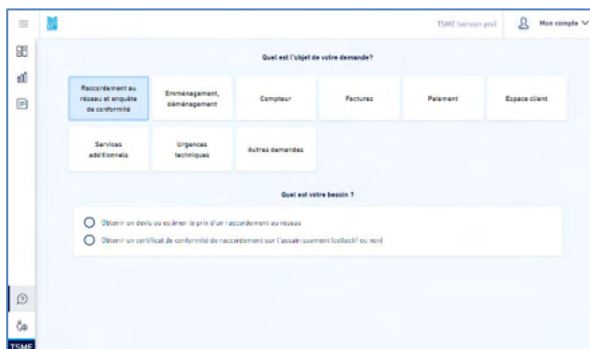 TSME (version pro)
Mon compte
Quel est l'objet de votre demande?
Raccordement au
réseau et enquête
de conformité
Emménagement,
déménagement
Compteur
Factures
Paiement
Espace client
Services
additionnels
Urgences
techniques
Autres demandes
Quel est votre besoin ?
Obtenir un devis ou estimer le prix d'un raccordement au réseau
Obtenir un certificat de conformité de raccordement sur l'assainissement (collectif ou non)
TSME